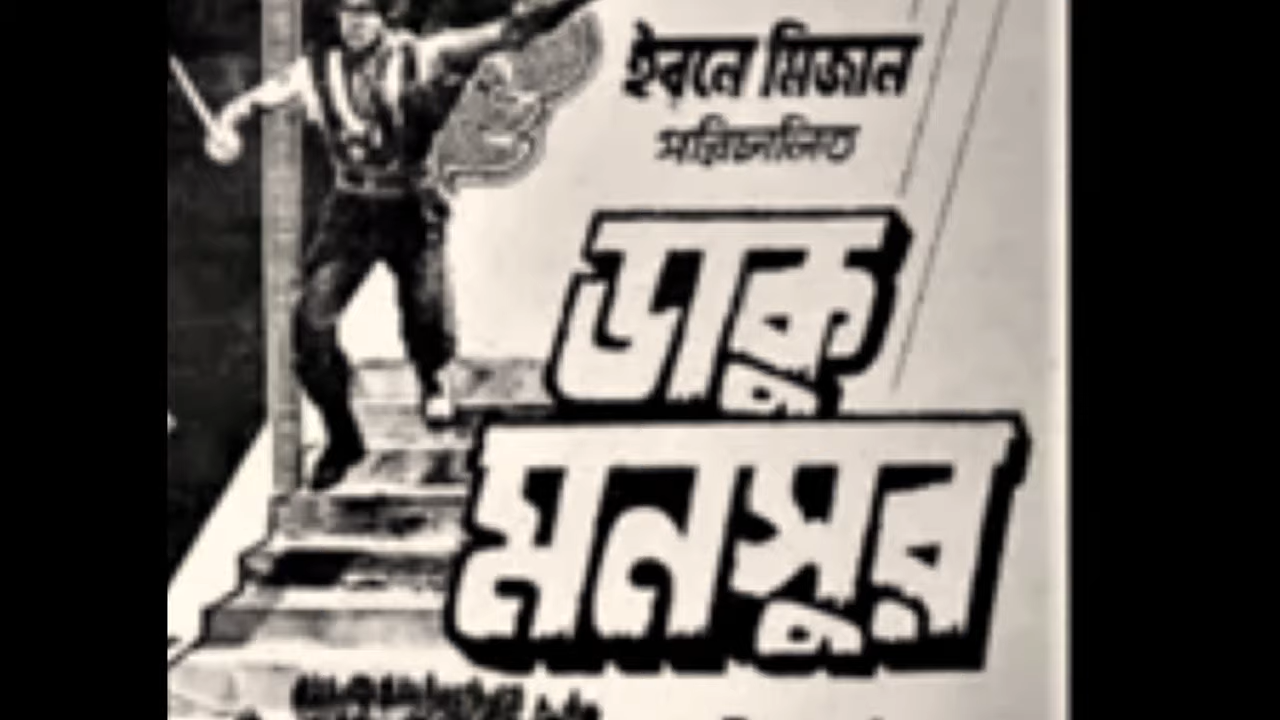 ইবনে মিজান
পরিচালিত
ডাকু
মনসুর